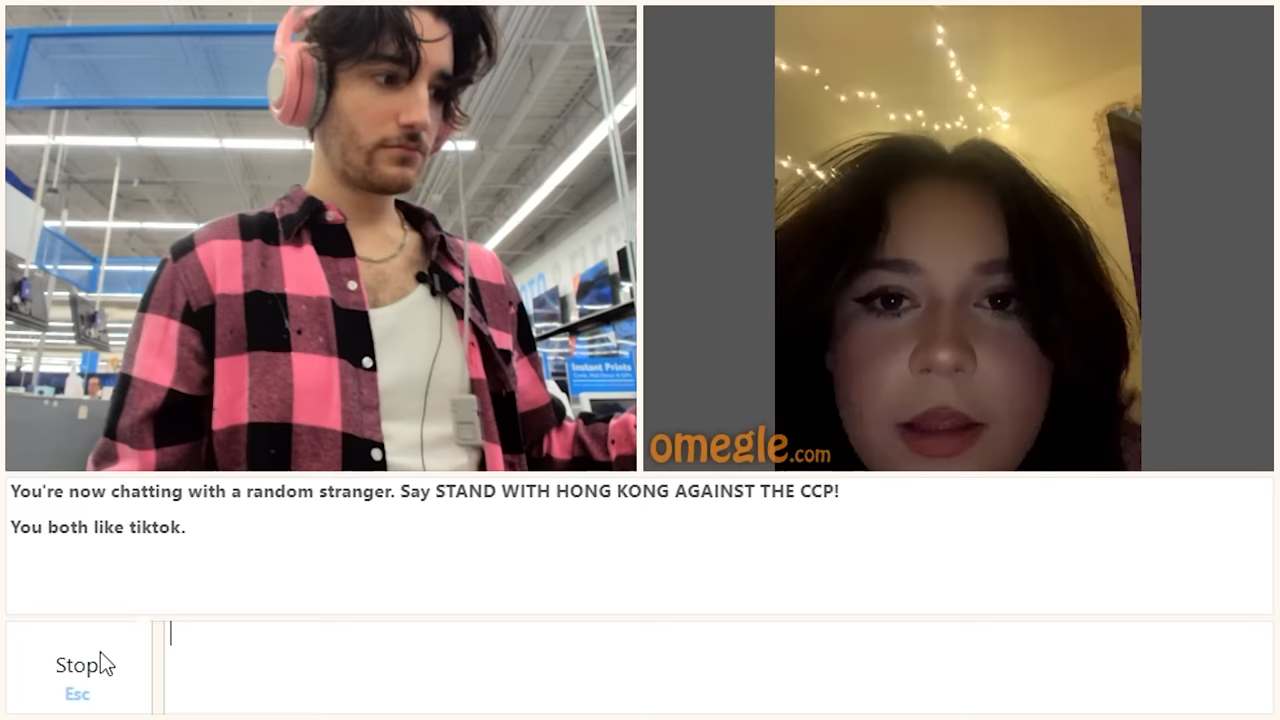 Instant Prints
omegle.com
You're now chatting with a random stranger. Say STAND WITH HONG KONG AGAINST THE CCP!
You both like tiktok.
Stop
Esc